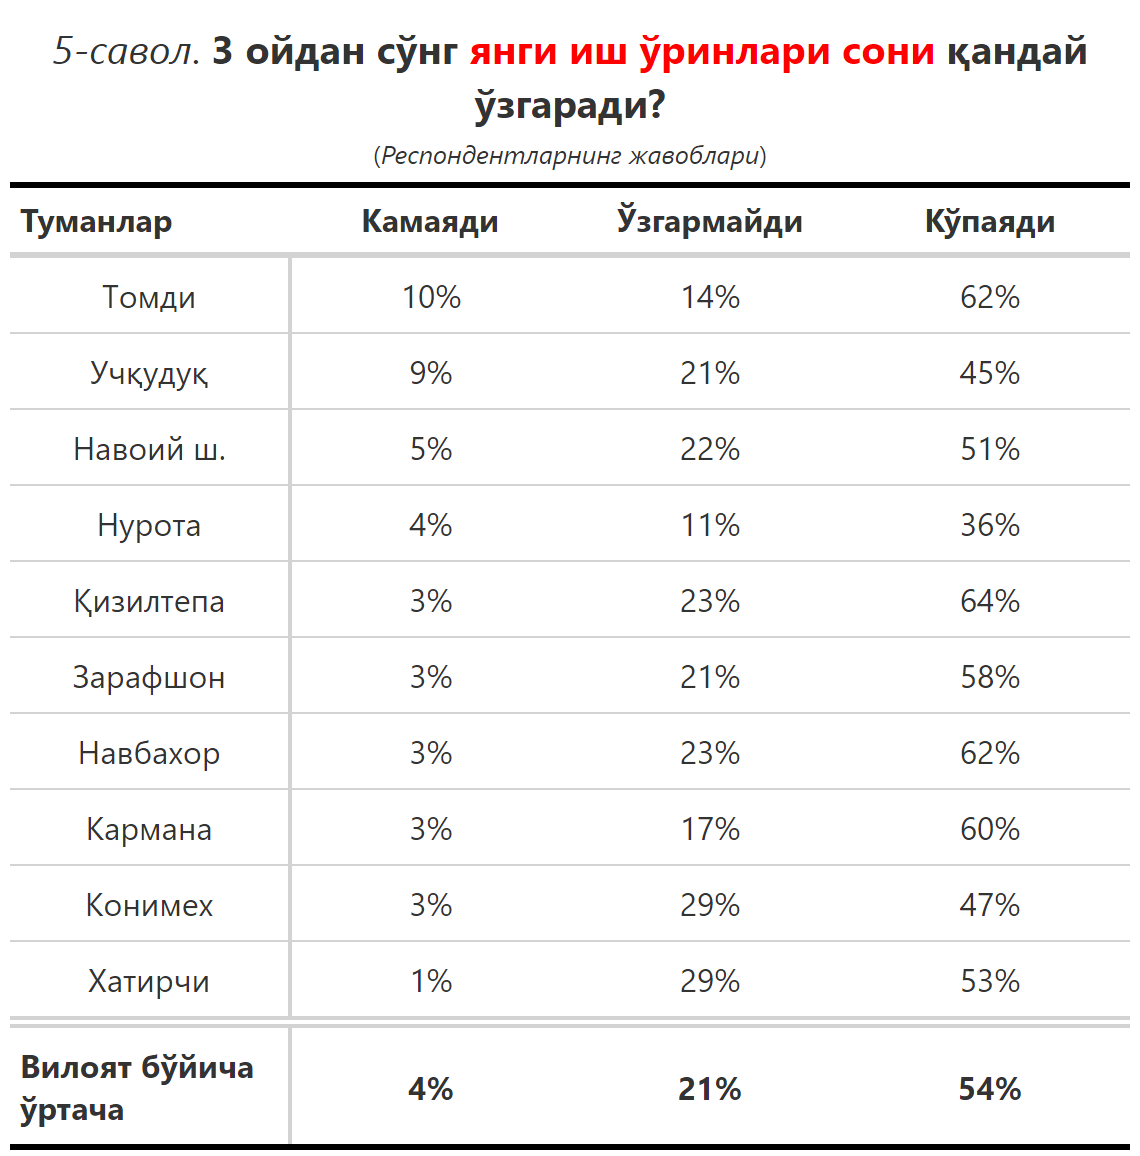 5-савол. 3 ойдан сўнг янги иш ўринлари сони қандай
ўзгаради?
(Респондентларнинг жавоблари)
Туманлар Камаяди Ўзгармайди Кўпаяди
Томди 10% 14% 62%
Учқудуқ 9% 21% 45%
Навоий ш. 5% 22% 51%
Нурота 4% 11% 36%
Қизилтепа 3% 23% 64%
Зарафшон 3% 21% 58%
Навбахор 3% 23% 62%
Кармана 3% 17% 60%
Конимех 3% 29% 47%
Хатирчи 1% 29% 53%
Вилоят бўйича
ўртача 4% 21% 54%